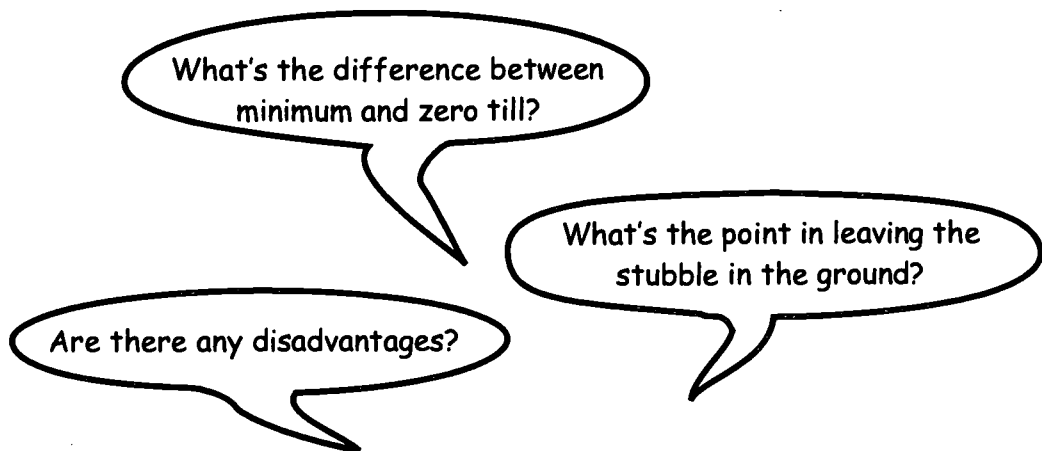 What's the difference between
minimum and zero till?
What's the point in leaving the
stubble in the ground?
Are there any disadvantages?